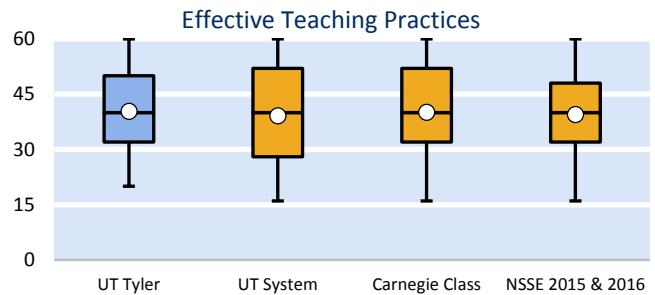 Effective Teaching Practices
60
45
30
15
0
UT Tyler UT System Carnegie Class NSSE 2015 & 2016